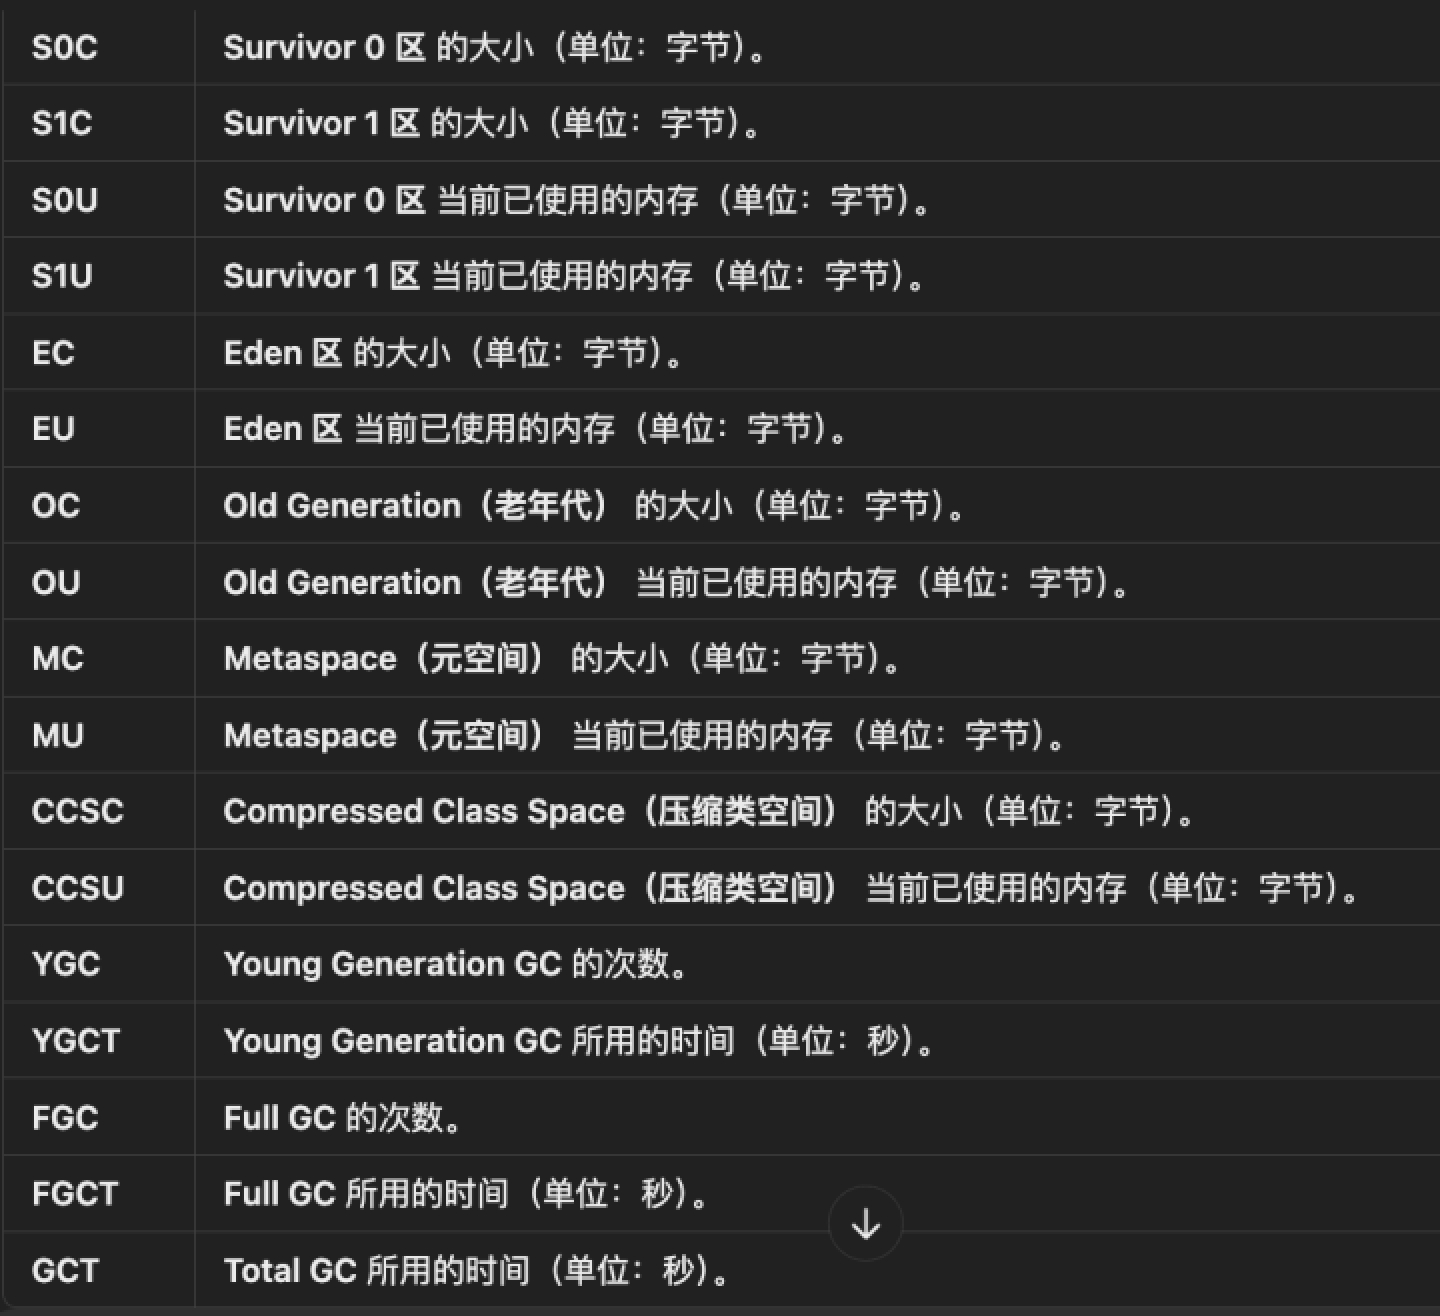 S0C Survivor 0 区 的大小（单位：字节）。
S1C Survivor 1 区 的大小（单位：字节）。
S0U Survivor 0 区 当前已使用的内存（单位：字节）。
S1U Survivor 1 区 当前已使用的内存（单位：字节）。
EC Eden 区 的大小（单位：字节）。
EU Eden 区 当前已使用的内存（单位：字节）。
OC Old Generation（老年代） 的大小（单位：字节）。
OU Old Generation（老年代） 当前已使用的内存（单位：字节）。
MC Metaspace（元空间） 的大小（单位：字节）。
MU Metaspace（元空间） 当前已使用的内存（单位：字节）。
CCSC Compressed Class Space（压缩类空间） 的大小（单位：字节）。
CCSU Compressed Class Space（压缩类空间） 当前已使用的内存（单位：字节）。
YGC Young Generation GC 的次数。
YGCT Young Generation GC 所用的时间（单位：秒）。
FGC Full GC 的次数。
FGCT Full GC 所用的时间（单位：秒）。
GCT Total GC 所用的时间（单位：秒）。